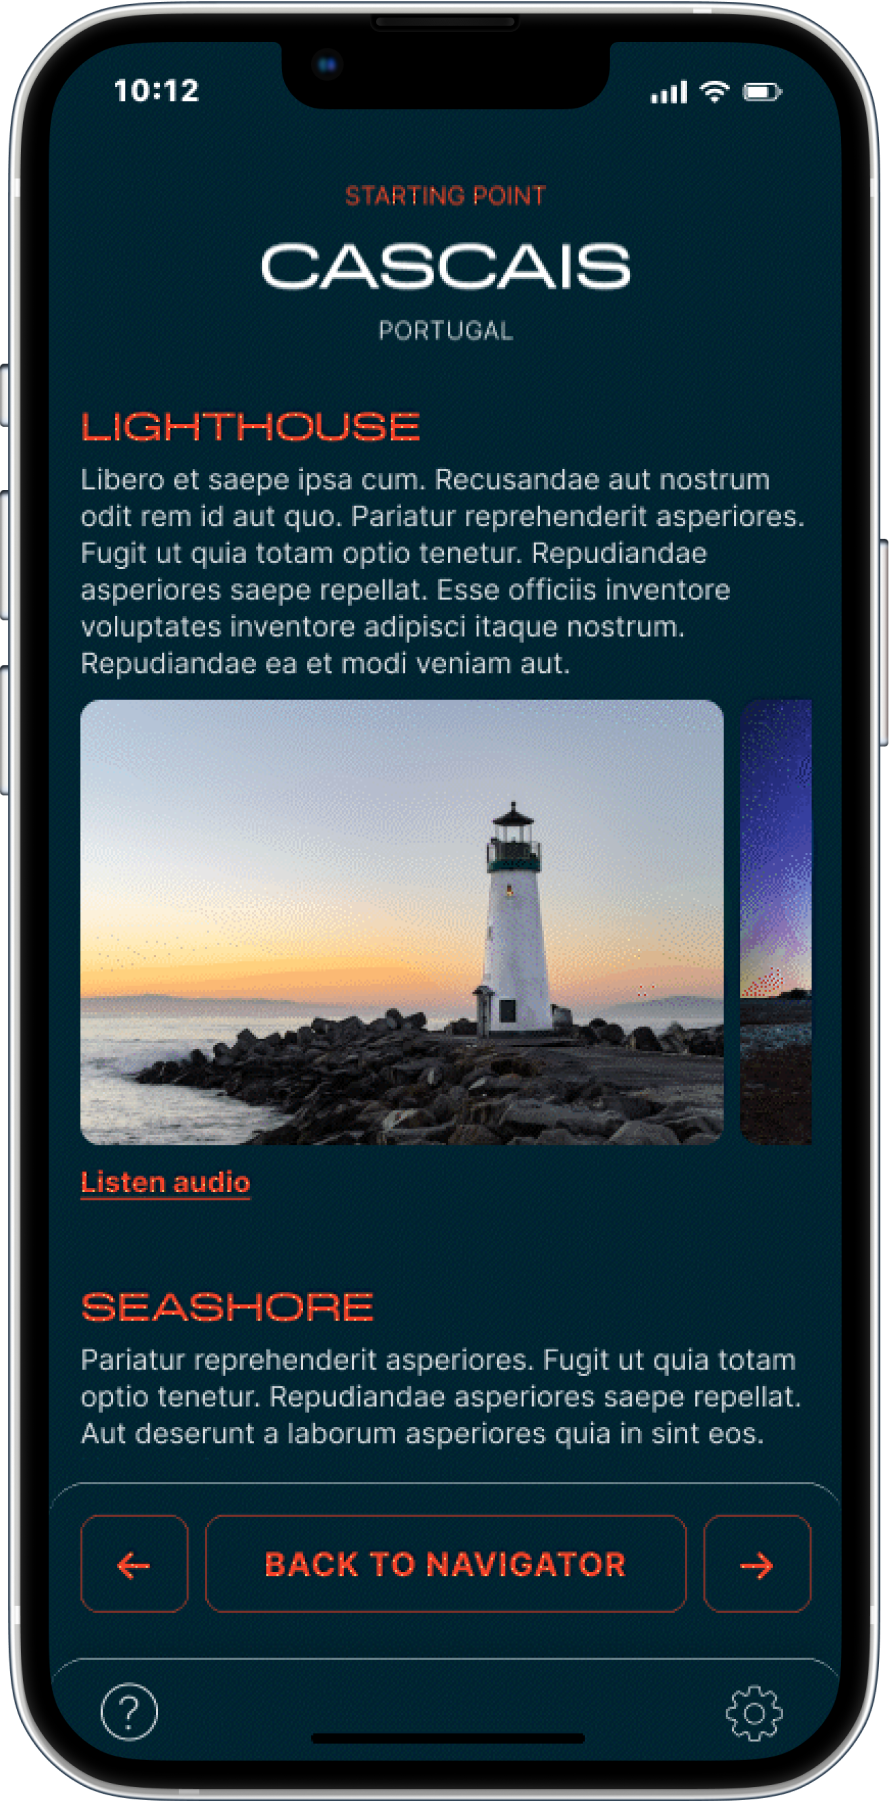 10:12
STARTING POINT
CASCAIS
PORTUGAL
LIGHTHOUSE
Libero et saepe ipsa cum. Recusandae aut nostrum
odit rem id aut quo. Pariatur reprehenderit asperiores.
Fugit ut quia totam optio tenetur. Repudiandae
asperiores saepe repellat. Esse officiis inventore
voluptates inventore adipisci itaque nostrum.
Repudiandae ea et modi veniam aut.
Listen audio
SEASHORE
Pariatur reprehenderit asperiores. Fugit ut quia totam
optio tenetur. Repudiandae asperiores saepe repellat.
Aut deserunt a laborum asperiores quia in sint eos.
← BACK TO NAVIGATOR →
?